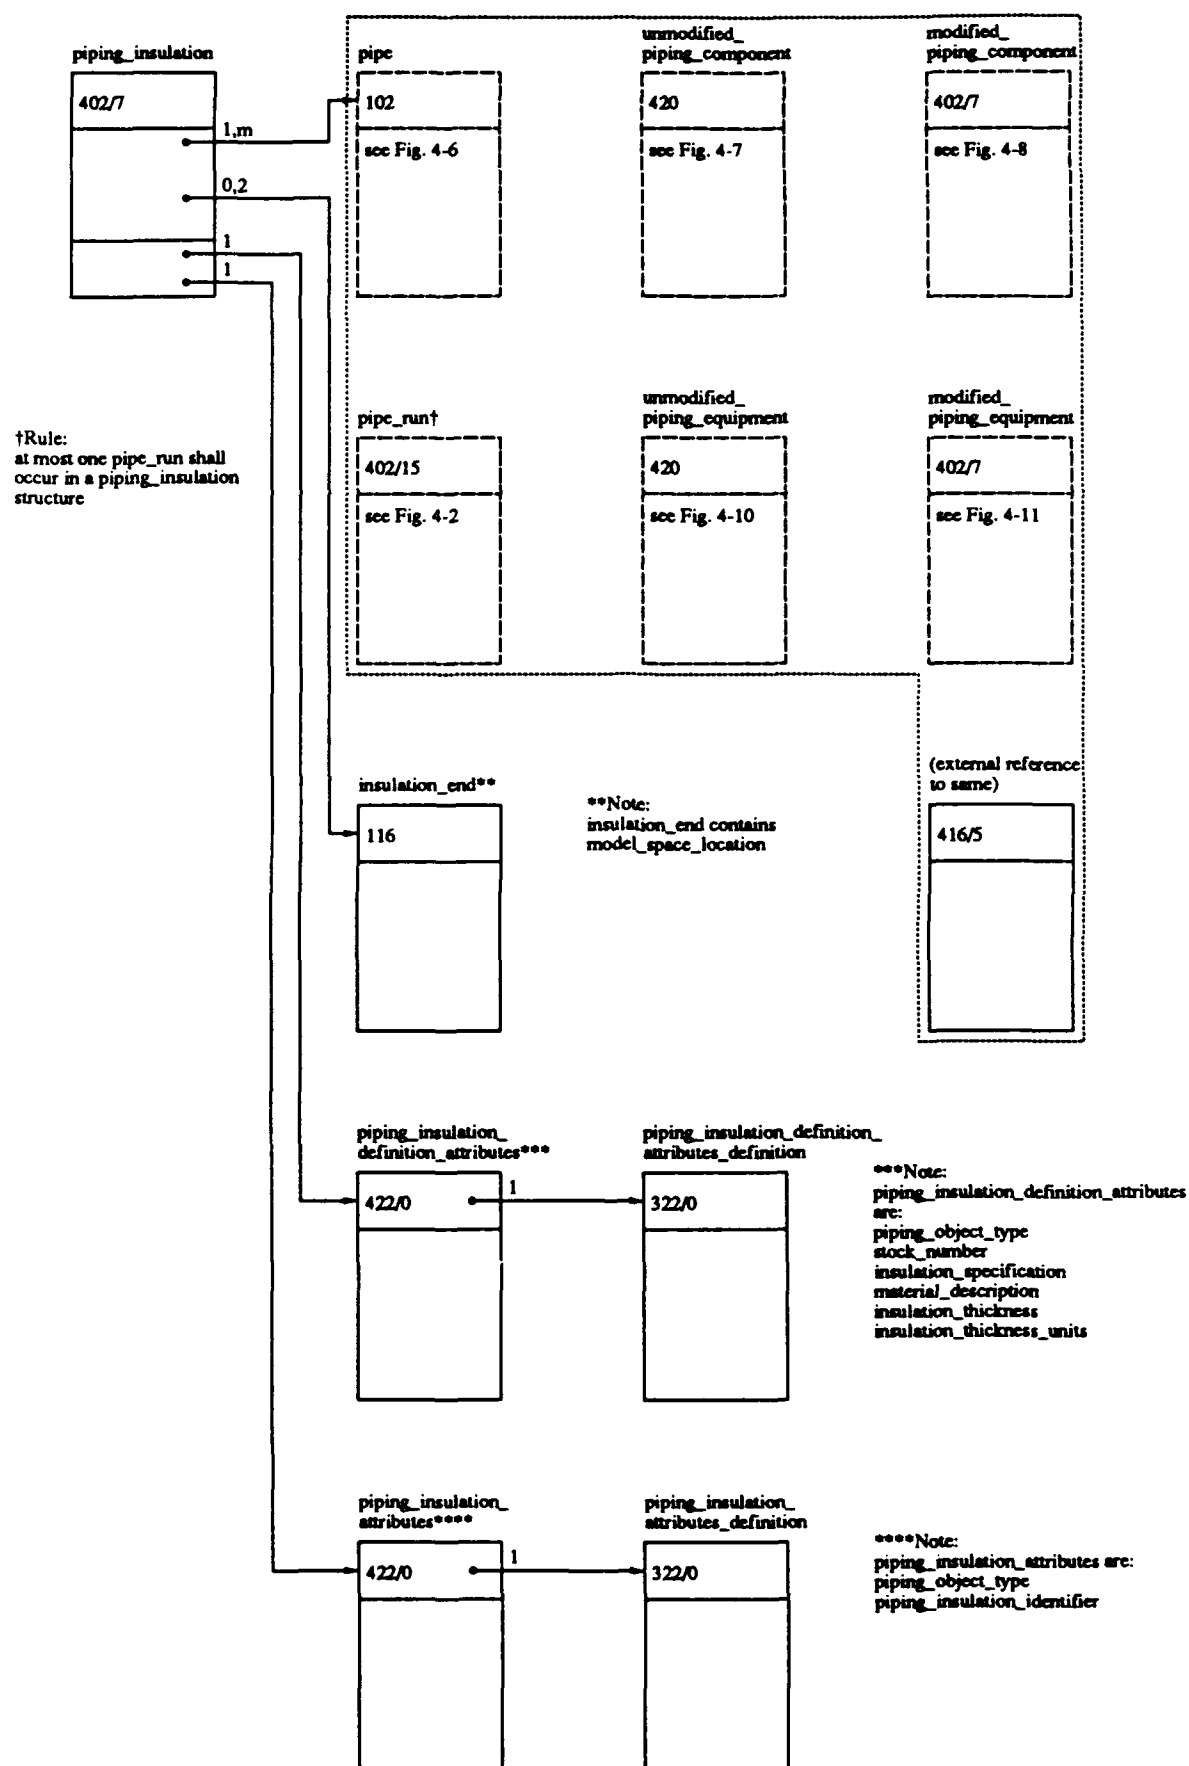 piping_insulation
402/7
1,m
0,2
1
1
pipe
102
see Fig. 4-6
unmodified_
piping_component
420
see Fig. 4-7
modified_
piping_component
402/7
see Fig. 4-8
†Rule:
at most one pipe_run shall
occur in a piping_insulation
structure
pipe_run†
402/15
see Fig. 4-2
unmodified_
piping_equipment
420
see Fig. 4-10
modified_
piping_equipment
402/7
see Fig. 4-11
insulation_end**
116
**Note:
insulation_end contains
model_space_location
(external reference
to same)
416/5
piping_insulation_
definition_attributes***
422/0
1
piping_insulation_definition_
attributes_definition
322/0
***Note:
piping_insulation_definition_attributes
are:
piping_object_type
stock_number
insulation_specification
material_description
insulation_thickness
insulation_thickness_units
piping_insulation_
attributes****
422/0
1
piping_insulation_
attributes_definition
322/0
****Note:
piping_insulation_attributes are:
piping_object_type
piping_insulation_identifier